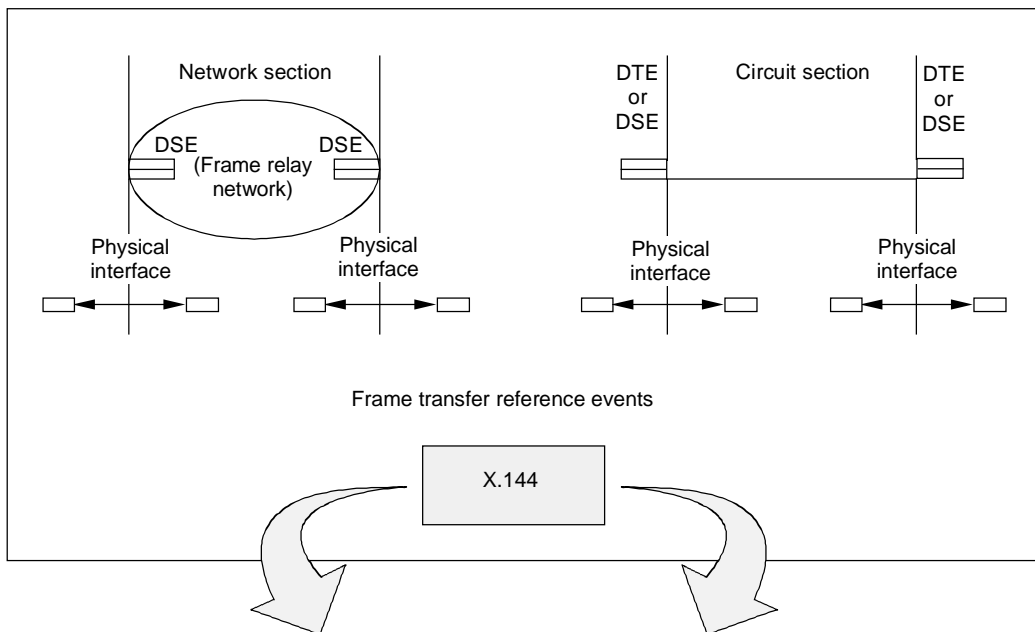 Network section
DSE
DSE
(Frame relay
network)
Physical
interface
Physical
interface
DTE
or
DSE
Circuit section
DTE
or
DSE
Physical
interface
Physical
interface
Frame transfer reference events
X.144